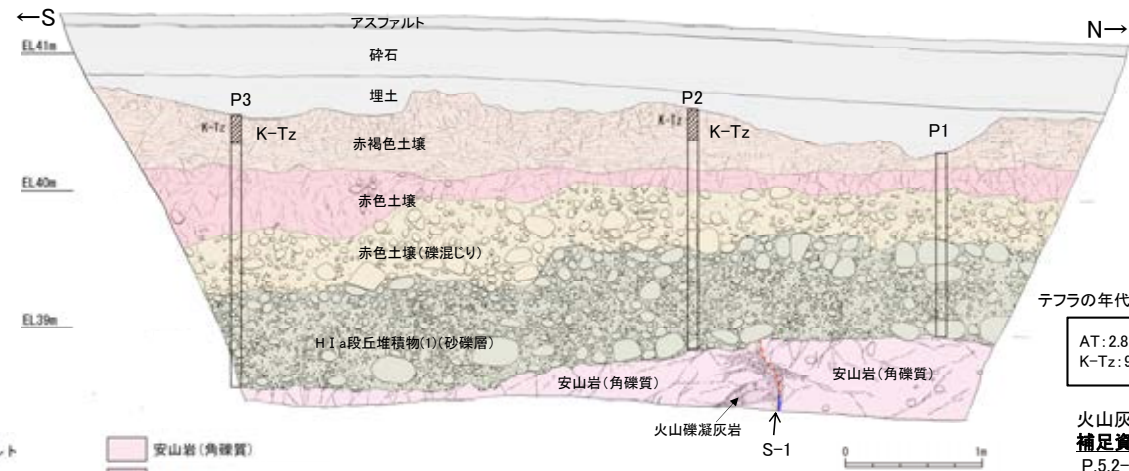 ←S
N→
アスファルト
EL41m
砕石
埋土
P3
P2
P1
K-Tz
K-Tz
K-Tz
K-Tz
赤褐色土壌
EL40m
赤色土壌
赤色土壌(礫混じり)
EL39m
HⅠa段丘堆積物(1)(砂礫層)
安山岩(角礫質)
安山岩(角礫質)
火山礫凝灰岩
S-1
0
1m
テフラの年代
AT:2.8
K-Tz:9
火山灰
補足資
P.5.2-
ルト
安山岩(角礫質)